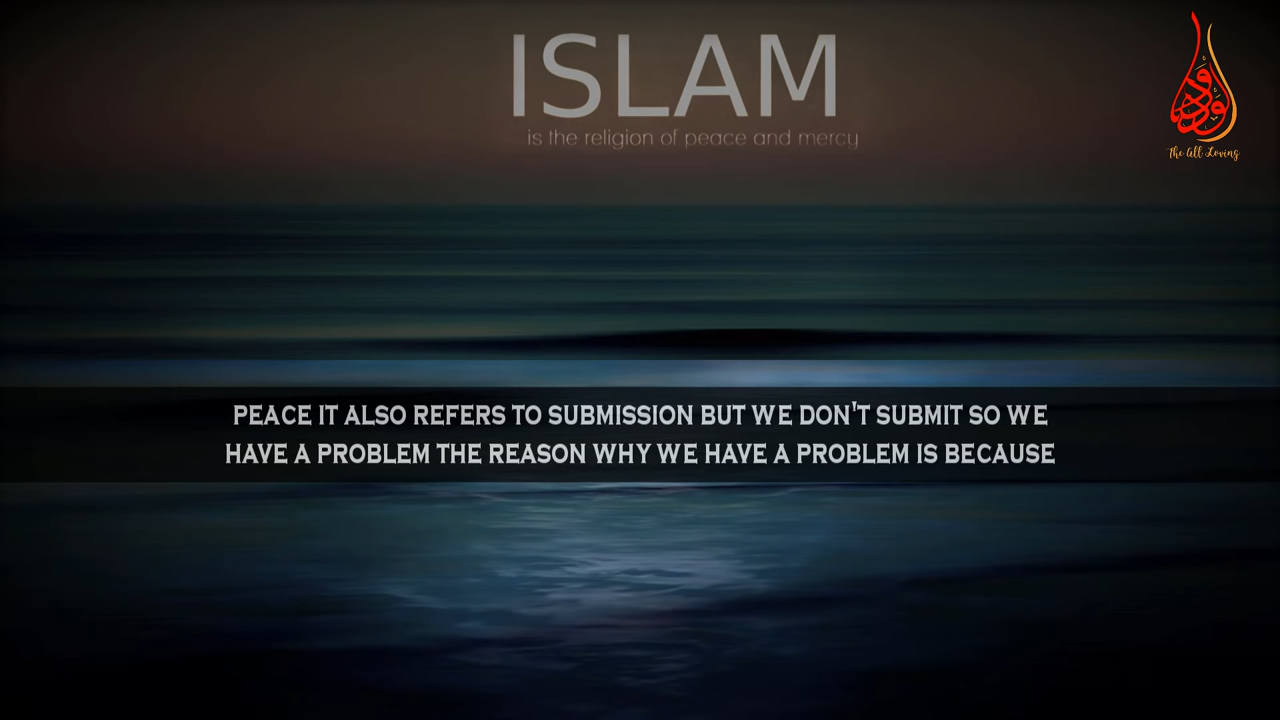 ISLAM
is the religion of peace and mercy
الودود
The All Loving
PEACE IT ALSO REFERS TO SUBMISSION BUT WE DON'T SUBMIT SO WE
HAVE A PROBLEM THE REASON WHY WE HAVE A PROBLEM IS BECAUSE